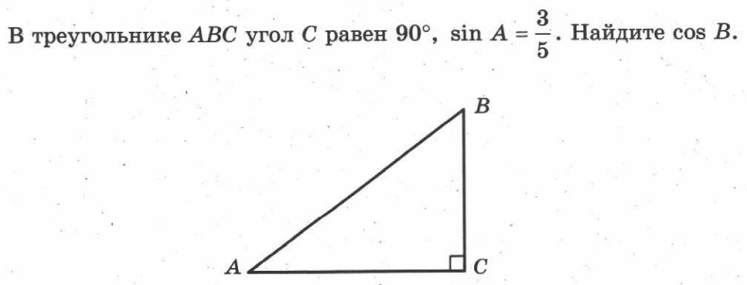 В треугольнике ABC угол C равен 90°, sin A = 3/5. Найдите cos B.
B
A
C